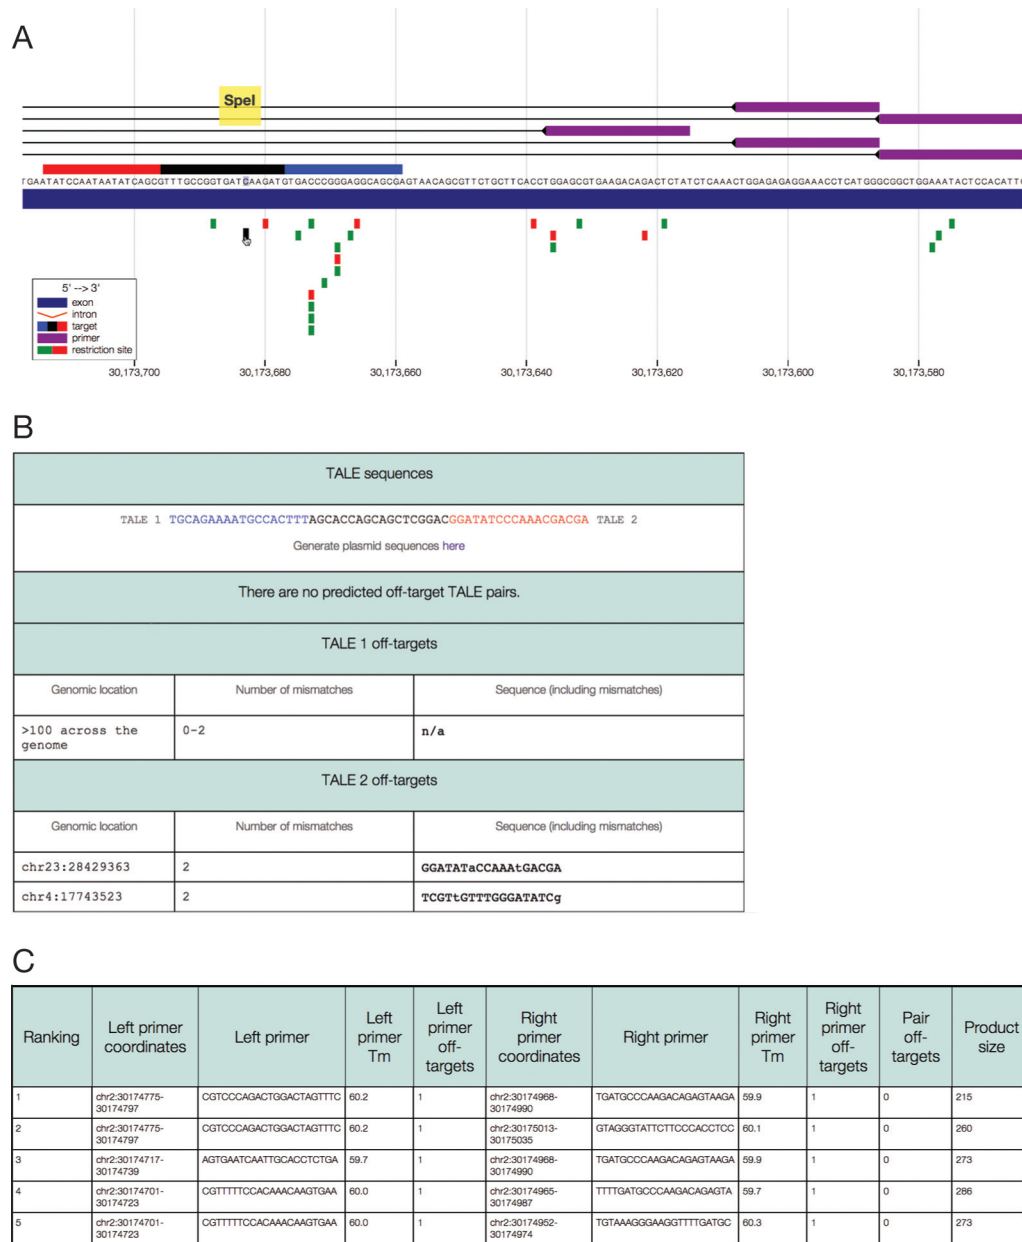 A
SpeI
TGAATATCCAATAATATCAGCGTTTGCCGGTGATCAAGATGTGACCCGGGAGGCAGCGAGTAACAGCGTTCTGCTTCACCTGGAGCGTGAAGACAGACTCTATCTCAAACTGGAGAGAGGAAACCTCATGGGCGGCTGGAAATACTCCACATT
5' --> 3'
exon
intron
target
primer
restriction site
30,173,700 30,173,680 30,173,660 30,173,640 30,173,620 30,173,600 30,173,580
B
TALE sequences
TALE 1 TGCAGAAAATGCCACTTTAGCACCAGCAGCTCGGACGGATATCCCAAACGACGA TALE 2
Generate plasmid sequences here
There are no predicted off-target TALE pairs.
TALE 1 off-targets
Genomic location Number of mismatches Sequence (including mismatches)
>100 across the genome 0-2 n/a
TALE 2 off-targets
Genomic location Number of mismatches Sequence (including mismatches)
chr23:28429363 2 GGATATaCCAAAtGACGA
chr4:17743523 2 TCGTtGTTTGGGATATCg
C
Ranking Left primer coordinates Left primer Left primer Tm Left primer off-targets Right primer coordinates Right primer Right primer Tm Right primer off-targets Pair off-targets Product size
1 chr2:30174775-30174797 CGTCCCAGACTGGACTAGTTTC 60.2 1 chr2:30174968-30174990 TGATGCCCAAGACAGAGTAAGA 59.9 1 0 215
2 chr2:30174775-30174797 CGTCCCAGACTGGACTAGTTTC 60.2 1 chr2:30175013-30175035 GTAGGGTATTCTTCCCACCTCC 60.1 1 0 260
3 chr2:30174717-30174739 AGTGAATCAATTGCACCTCTGA 59.7 1 chr2:30174968-30174990 TGATGCCCAAGACAGAGTAAGA 59.9 1 0 273
4 chr2:30174701-30174723 CGTTTTTCCACAAACAAGTGAA 60.0 1 chr2:30174965-30174987 TTTTGATGCCCAAGACAGAGTA 59.7 1 0 286
5 chr2:30174701-30174723 CGTTTTTCCACAAACAAGTGAA 60.0 1 chr2:30174952-30174974 TGTAAAGGGAAGGTTTTGATGC 60.3 1 0 273